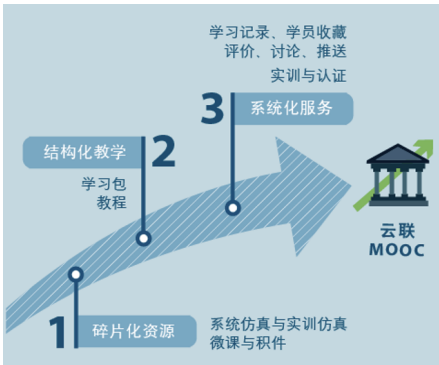 学习记录、学员收藏
评价、讨论、推送
实训与认证
3
系统化服务
2
结构化教学
学习包
教程
云联
MOOC
1
碎片化资源
系统仿真与实训仿真
微课与积件